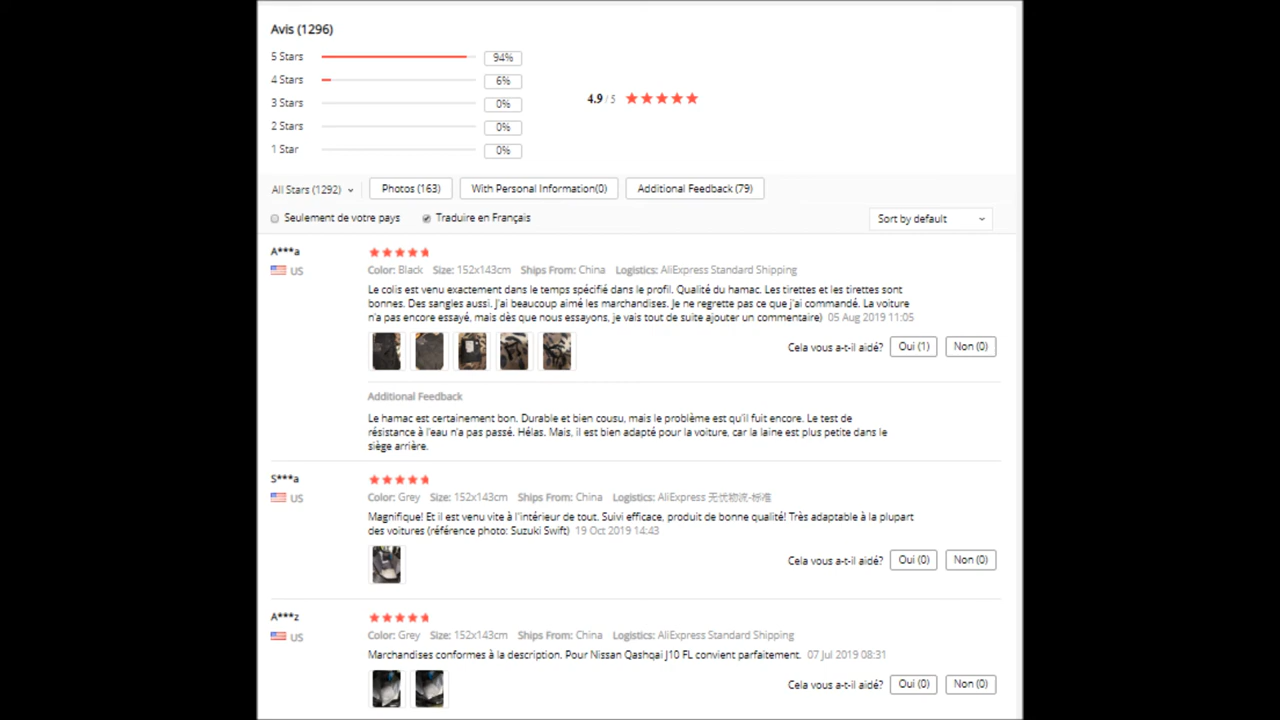 Avis (1296)
5 Stars 94%
4 Stars 6%
3 Stars 0%
2 Stars 0%
1 Star 0%
4.9 / 5
All Stars (1292) Photos (163) With Personal Information(0) Additional Feedback (79)
Seulement de votre pays Traduire en Français Sort by default
A***a
US
Color: Black Size: 152x143cm Ships From: China Logistics: AliExpress Standard Shipping
Le colis est venu exactement dans le temps spécifié dans le profil. Qualité du hamac. Les tirettes et les tirettes sont
bonnes. Des sangles aussi. J'ai beaucoup aimé les marchandises. Je ne regrette pas ce que j'ai commandé. La voiture
n'a pas encore essayé, mais dès que nous essayons, je vais tout de suite ajouter un commentaire) 05 Aug 2019 11:05
Cela vous a-t-il aidé? Oui (1) Non (0)
Additional Feedback
Le hamac est certainement bon. Durable et bien cousu, mais le problème est qu'il fuit encore. Le test de
résistance à l'eau n'a pas passé. Hélas. Mais, il est bien adapté pour la voiture, car la laine est plus petite dans le
siège arrière.
S***a
US
Color: Grey Size: 152x143cm Ships From: China Logistics: AliExpress 无忧物流-标准
Magnifique! Et il est venu vite à l'intérieur de tout. Suivi efficace, produit de bonne qualité! Très adaptable à la plupart
des voitures (référence photo: Suzuki Swift) 19 Oct 2019 14:43
Cela vous a-t-il aidé? Oui (0) Non (0)
A***z
US
Color: Grey Size: 152x143cm Ships From: China Logistics: AliExpress Standard Shipping
Marchandises conformes à la description. Pour Nissan Qashqai J10 FL convient parfaitement. 07 Jul 2019 08:31
Cela vous a-t-il aidé? Oui (0) Non (0)